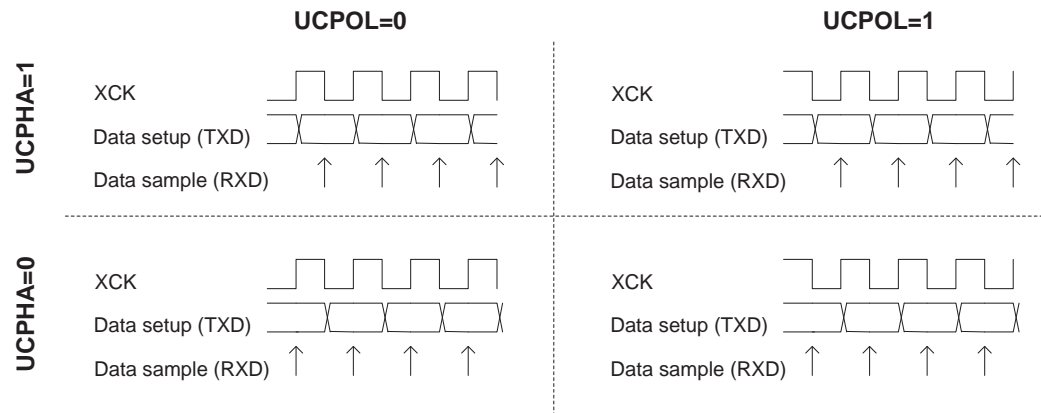 UCPOL=0 UCPOL=1
UCPHA=1
XCK
Data setup (TXD)
Data sample (RXD)
XCK
Data setup (TXD)
Data sample (RXD)
UCPHA=0
XCK
Data setup (TXD)
Data sample (RXD)
XCK
Data setup (TXD)
Data sample (RXD)